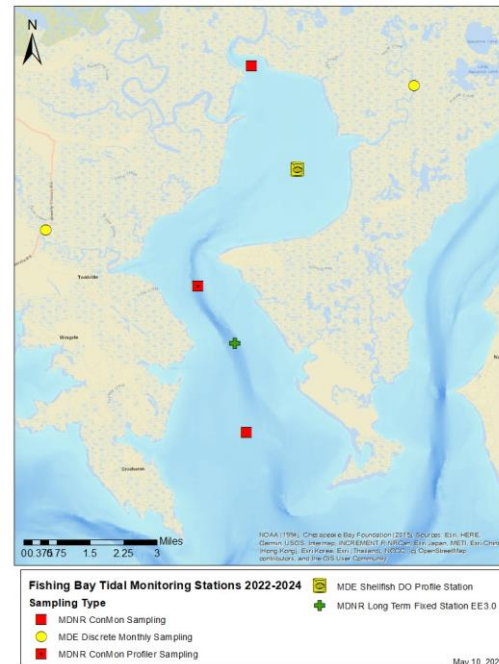 N
Toddville
Wingate
Crocheron
Miles
00.375 0.75 1.5 2.25 3
NOAA (1994), Chesapeake Bay Foundation (2015), Sources: Esri, HERE,
Garmin, USGS, Intermap, INCREMENT P, NRCan, Esri Japan, METI, Esri China
(Hong Kong), Esri Korea, Esri (Thailand), NGCC, (c) OpenStreetMap
contributors, and the GIS User Community
Fishing Bay Tidal Monitoring Stations 2022-2024
Sampling Type
MDNR ConMon Sampling
MDE Discrete Monthly Sampling
MDNR ConMon Profiler Sampling
MDE Shellfish DO Profile Station
MDNR Long Term Fixed Station EE3.0
May 10, 202